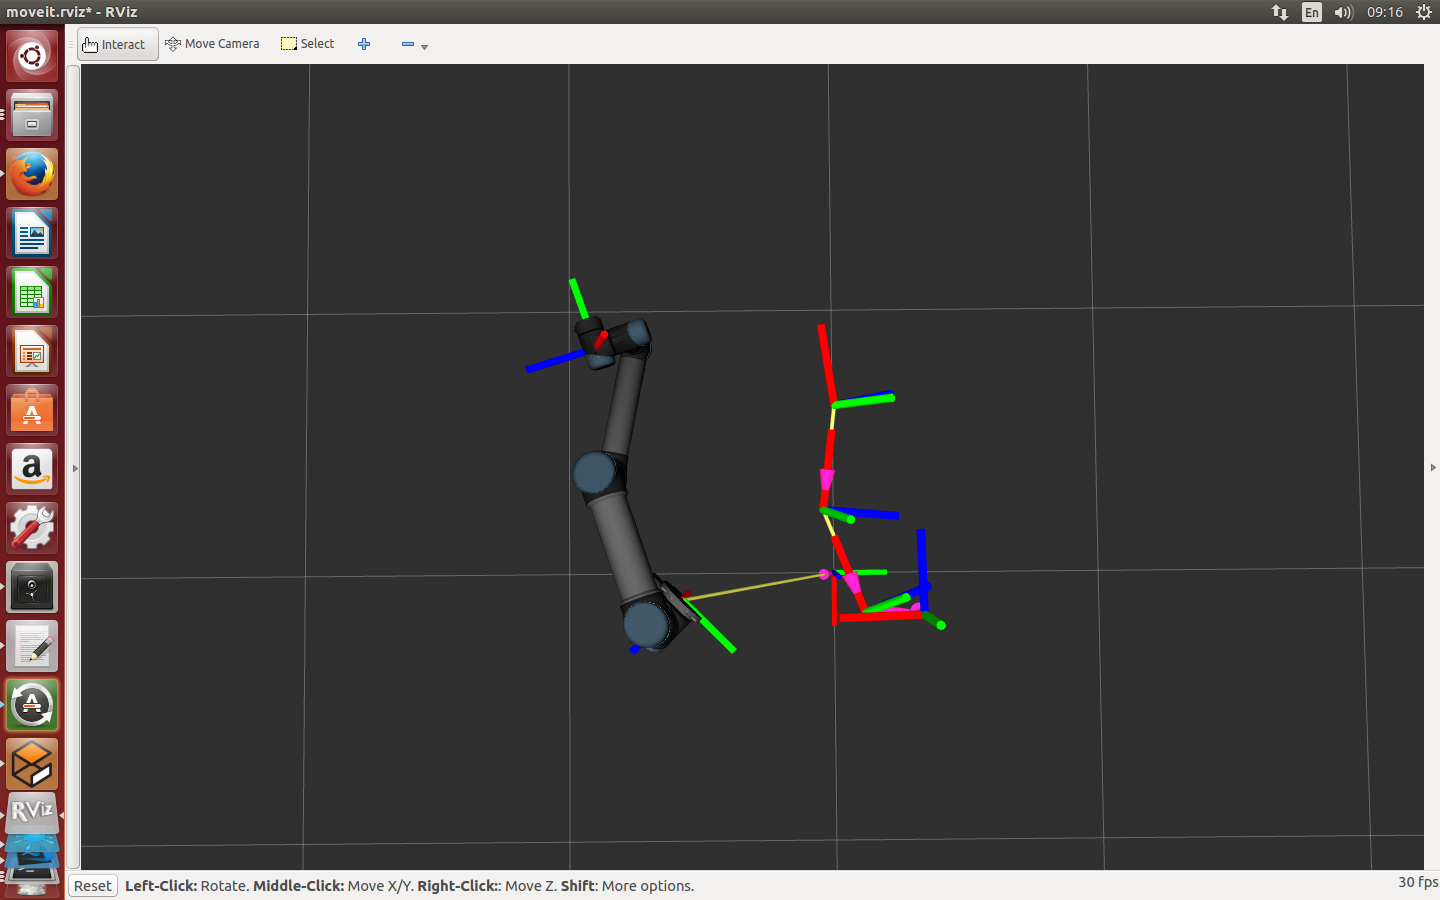 moveit.rviz* - RViz
En
09:16
Interact
Move Camera
Select
a
RViz
Reset
Left-Click: Rotate. Middle-Click: Move X/Y. Right-Click:: Move Z. Shift: More options.
30 fps